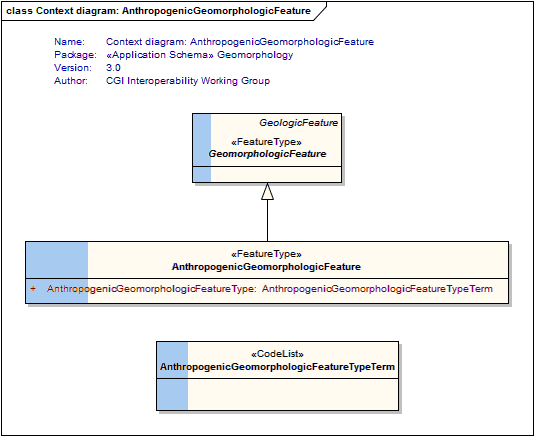 class Context diagram: AnthropogenicGeomorphologicFeature
Name: Context diagram: AnthropogenicGeomorphologicFeature
Package: «Application Schema» Geomorphology
Version: 3.0
Author: CGI Interoperability Working Group
GeologicFeature
«FeatureType»
GeomorphologicFeature
«FeatureType»
AnthropogenicGeomorphologicFeature
+ AnthropogenicGeomorphologicFeatureType: AnthropogenicGeomorphologicFeatureTypeTerm
«CodeList»
AnthropogenicGeomorphologicFeatureTypeTerm